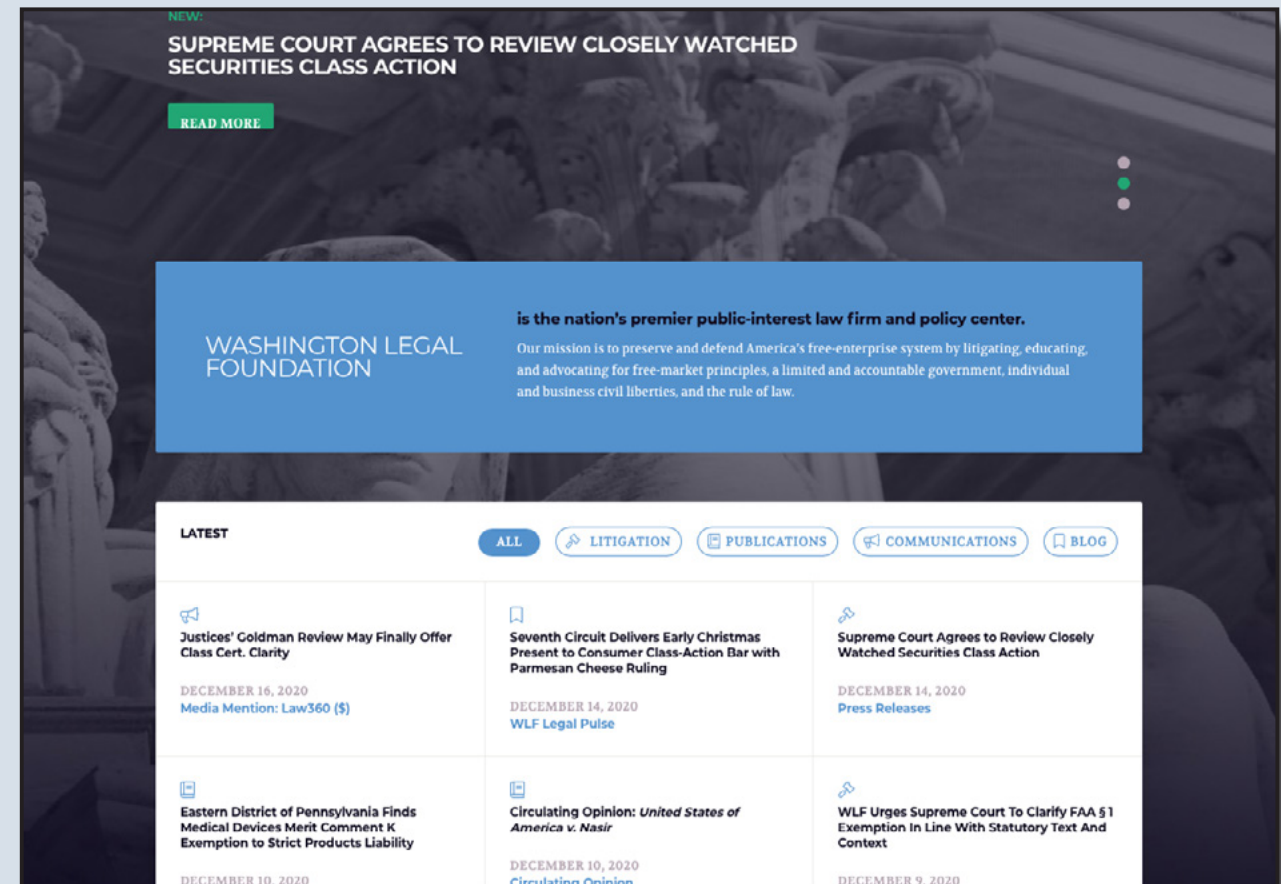 NEW:
SUPREME COURT AGREES TO REVIEW CLOSELY WATCHED
SECURITIES CLASS ACTION
READ MORE
WASHINGTON LEGAL
FOUNDATION
is the nation's premier public-interest law firm and policy center.
Our mission is to preserve and defend America's free-enterprise system by litigating, educating,
and advocating for free-market principles, a limited and accountable government, individual
and business civil liberties, and the rule of law.
LATEST
ALL
LITIGATION
PUBLICATIONS
COMMUNICATIONS
BLOG
Justices' Goldman Review May Finally Offer
Class Cert. Clarity
DECEMBER 16, 2020
Media Mention: Law360 ($)
Seventh Circuit Delivers Early Christmas
Present to Consumer Class-Action Bar with
Parmesan Cheese Ruling
DECEMBER 14, 2020
WLF Legal Pulse
Supreme Court Agrees to Review Closely
Watched Securities Class Action
DECEMBER 14, 2020
Press Releases
Eastern District of Pennsylvania Finds
Medical Devices Merit Comment K
Exemption to Strict Products Liability
DECEMBER 10, 2020
Circulating Opinion: United States of
America v. Nasir
DECEMBER 10, 2020
Circulating Opinion
WLF Urges Supreme Court To Clarify FAA § 1
Exemption In Line With Statutory Text And
Context
DECEMBER 9, 2020